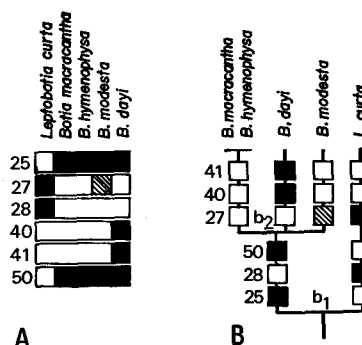 Leptobotia curta
Botia macracantha
B. hymenophysa
B. modesta
B. dayi
25
27
28
40
41
50
A
B. macracantha
B. hymenophysa
B. dayi
B. modesta
L. curta
41
40
27
b2
50
28
25
b1
B